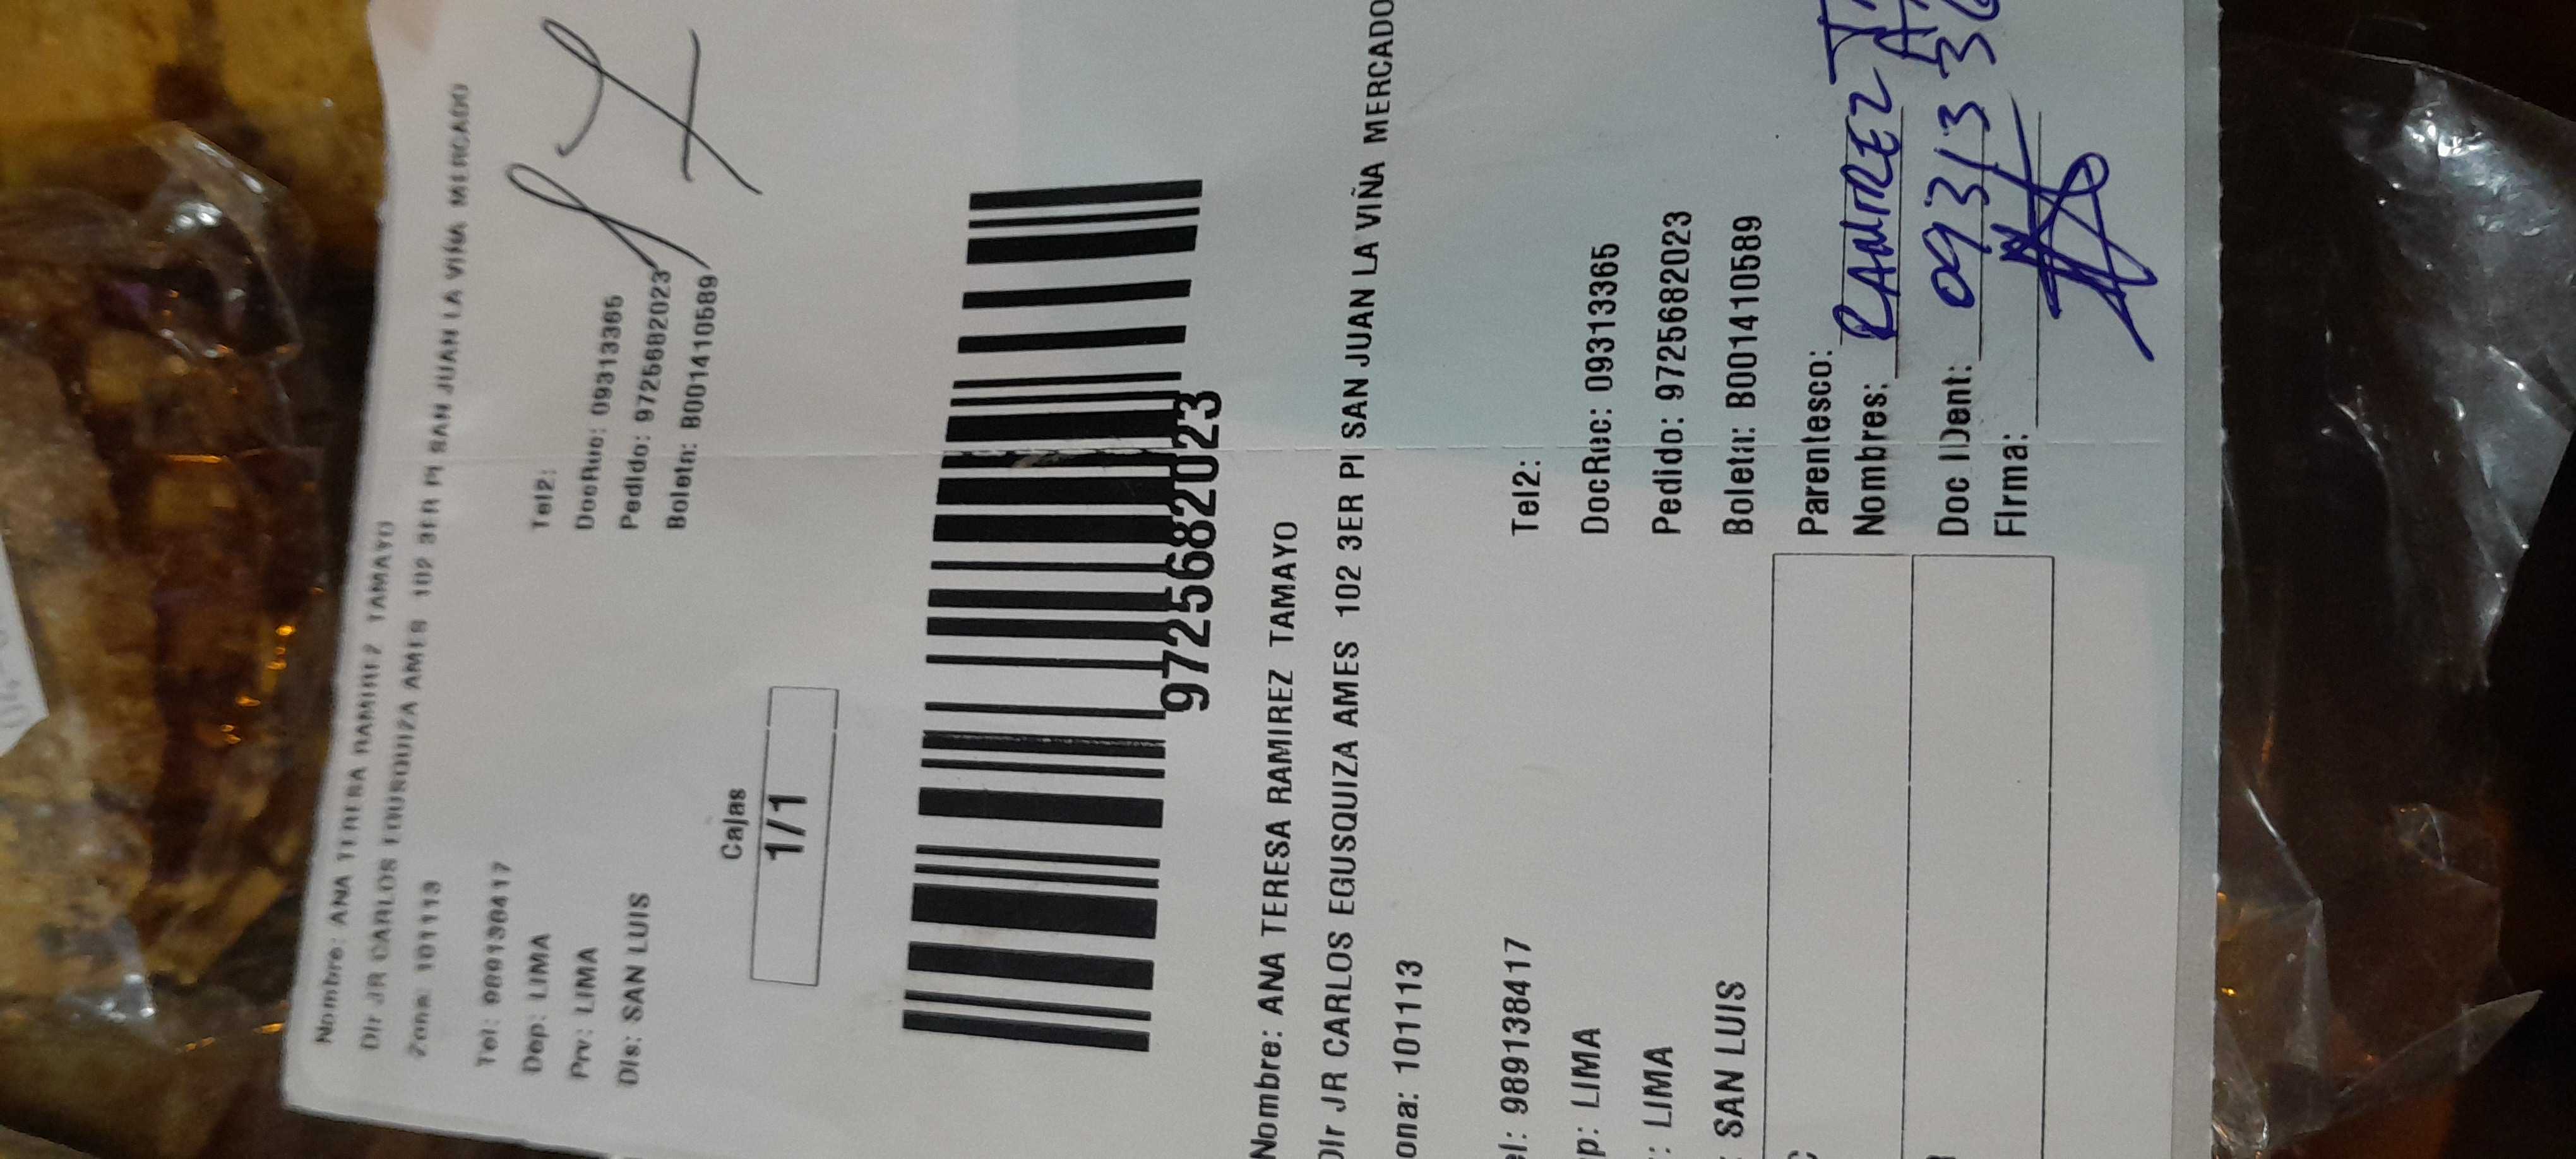 Nombre: ANA TERESA RAMIREZ TAMAYO
DIr JR CARLOS EGUSQUIZA AMES 102 3ER PI SAN JUAN LA VIÑA MERCADO
Zona: 101113
Tel: 989138417
Tel2:
Dep: LIMA
DocRuc: 09313365
Prv: LIMA
Pedido: 9725682023
DIs: SAN LUIS
Boleta: B001410589
Cajas
1/1
9725682023
Nombre: ANA TERESA RAMIREZ TAMAYO
DIr JR CARLOS EGUSQUIZA AMES 102 3ER PI SAN JUAN LA VIÑA MERCADO
ona: 101113
el: 989138417
Tel2:
p: LIMA
DocRuc: 09313365
: LIMA
Pedido: 9725682023
: SAN LUIS
Boleta: B001410589
Parentesco:
Nombres: RAMIREZ
Doc IDent: 093133
FIrma: